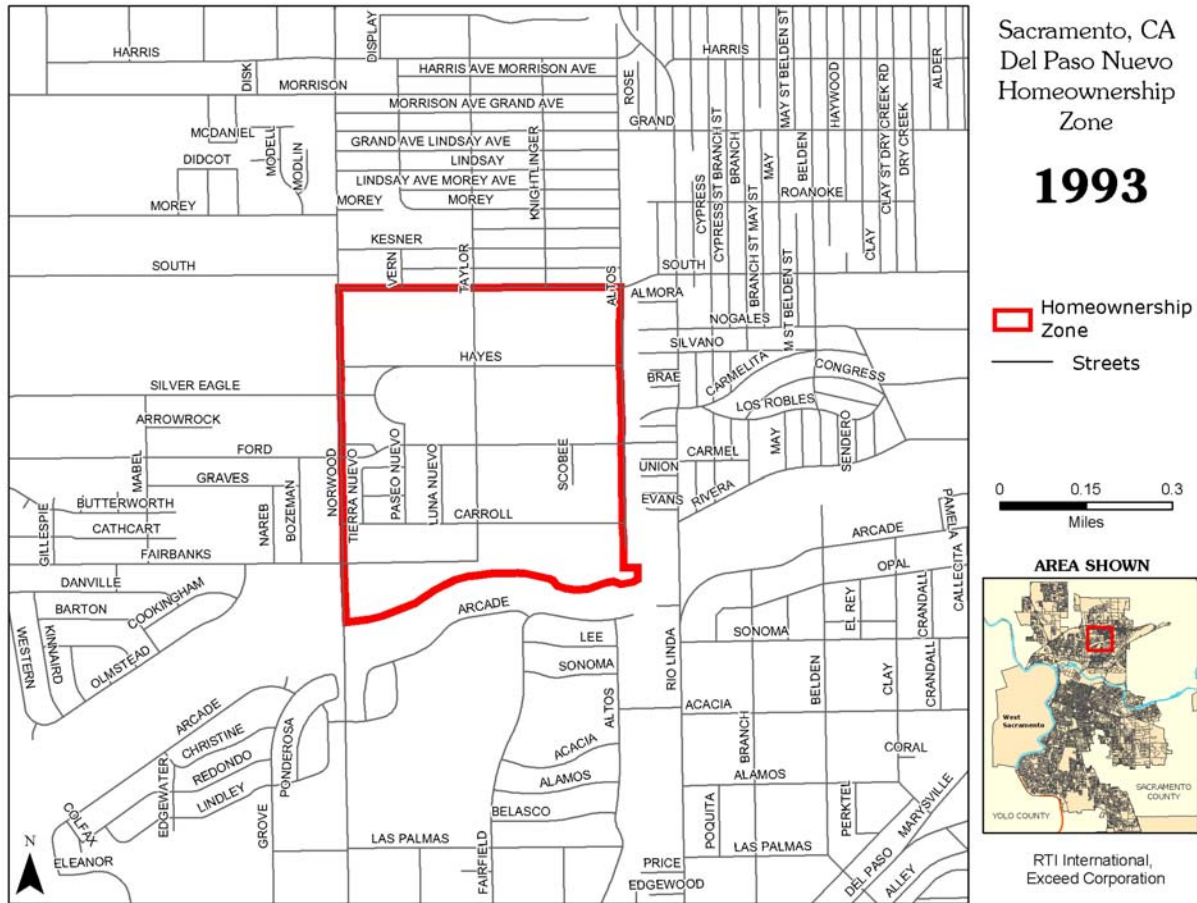 HARRIS
DISPLAY
HARRIS
DISK
HARRIS AVE MORRISON AVE
MORRISON
ROSE
MAY ST BELDEN ST
HAYWOOD
CLAY ST DRY CREEK RD
DRY CREEK
ALDER
MORRISON AVE GRAND AVE
GRAND
MCDANIEL
MODELL
MODLIN
DIDCOT
GRAND AVE LINDSAY AVE
LINDSAY
KNIGHTLINGER
CYPRESS
CYPRESS ST BRANCH ST
BRANCH
BRANCH ST MAY ST
MAY
BELDEN
LINDSAY AVE MOREY AVE
ROANOKE
MOREY
MOREY
MOREY
KESNER
VERN
TAYLOR
CLAY
SOUTH
SOUTH
M ST BELDEN ST
ALTOS
ALMORA
NOGALES
HAYES
SILVANO
BRAE
CARMELITA
CONGRESS
SILVER EAGLE
LOS ROBLES
ARROWROCK
MABEL
FORD
NORWOOD
TIERRA NUEVO
PASEO NUEVO
LUNA NUEVO
SCOBEE
CARMEL
MAY
SENDERO
UNION
GRAVES
BUTTERWORTH
NAREB
BOZEMAN
EVANS
RIVERA
CATHCART
GILLESPIE
CARROLL
FAIRBANKS
ARCADE
PAMELA
CALLECITA
OPAL
DANVILLE
BARTON
COOKINGHAM
ARCADE
EL REY
CRANDALL
WESTERN
KINNAIRD
OLMSTEAD
LEE
SONOMA
SONOMA
RIO LINDA
BELDEN
CLAY
CRANDALL
ARCADE
CHRISTINE
PONDEROSA
ALTOS
ACACIA
ACACIA
BRANCH
CORAL
EDGEWATER
REDONDO
LINDLEY
ALAMOS
ALAMOS
COLFAX
GROVE
BELASCO
POQUITA
PERKTEL
MARYSVILLE
ELEANOR
LAS PALMAS
FAIRFIELD
LAS PALMAS
PRICE
EDGEWOOD
DEL PASO
ALLEY
N
Sacramento, CA
Del Paso Nuevo
Homeownership
Zone
1993
Homeownership
Zone
Streets
0 0.15 0.3
Miles
AREA SHOWN
West
Sacramento
SACRAMENTO
COUNTY
YOLO COUNTY
RTI International,
Exceed Corporation